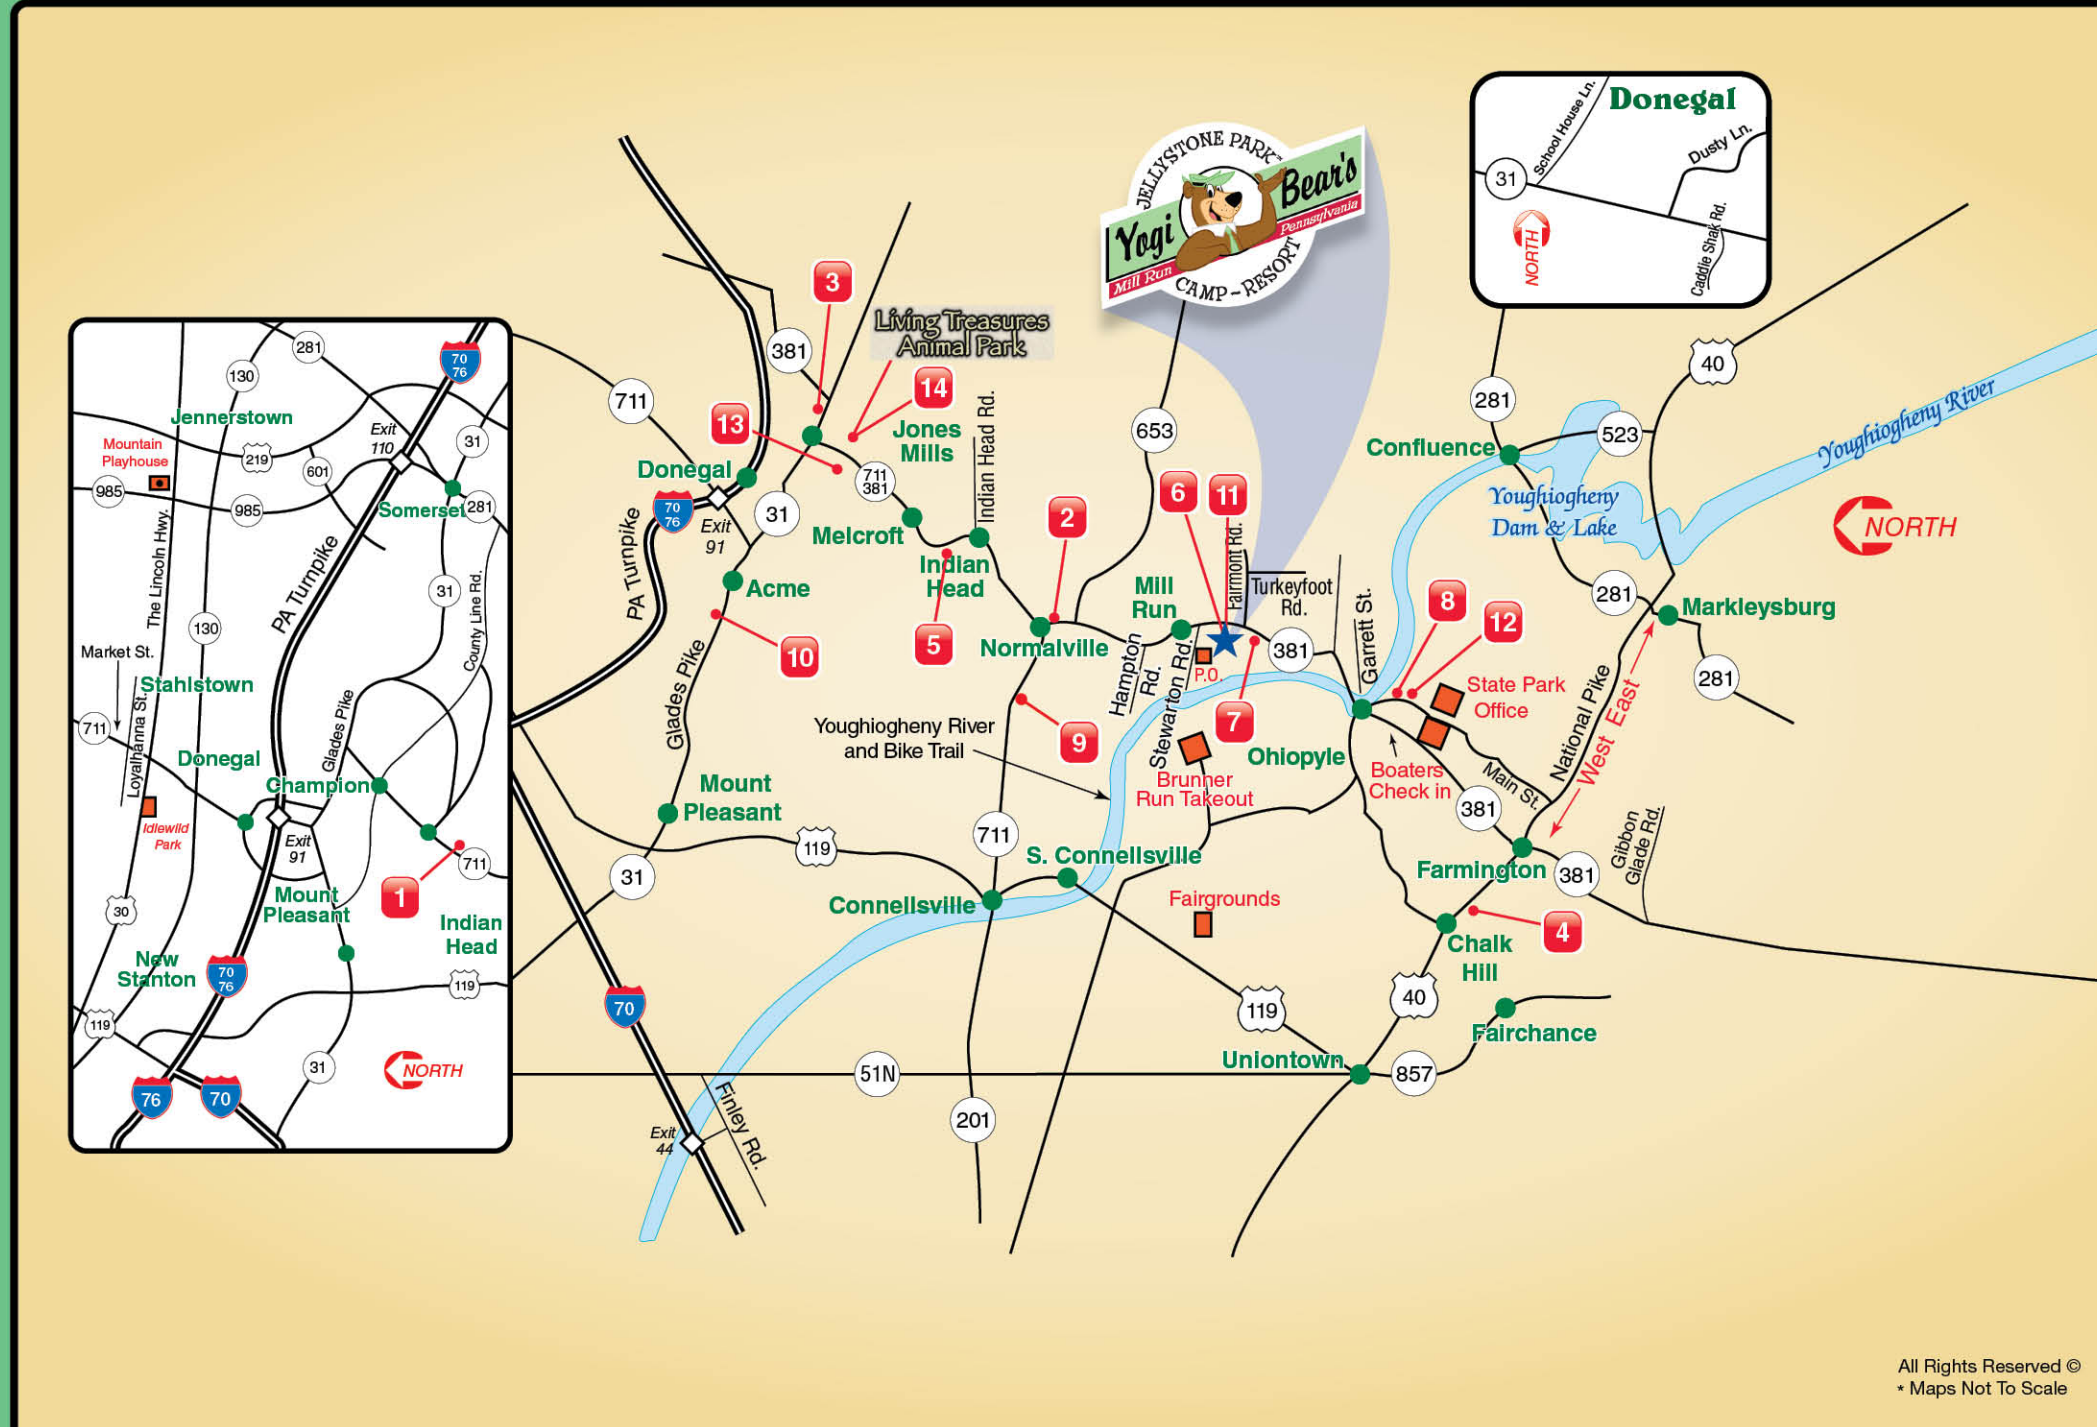 JELLYSTONE PARK™
Yogi Bear's
Mill Run Pennsylvania
CAMP-RESORT
Donegal
School House Ln.
Dusty Ln.
31
Caddie Shak Rd.
NORTH
3
381
Living Treasures
Animal Park
14
13
Jones
Mills
Indian Head Rd.
711
Donegal
711
381
70
76
Exit
91
31
Melcroft
PA Turnpike
Indian
Head
Acme
5
10
Glades Pike
2
653
6
11
Fairmont Rd.
Mill
Run
Turkeyfoot
Rd.
Normalville
Hampton
Rd.
Stewarton Rd.
P.O.
381
Garrett St.
7
9
Youghiogheny River
and Bike Trail
Ohiopyle
Brunner
Run Takeout
281
40
Confluence
523
Youghiogheny
Dam & Lake
Youghiogheny River
NORTH
281
Markleysburg
281
8
12
State Park
Office
Boaters
Check in
National Pike
West East
Main St.
381
Gibbon
Glade Rd.
Farmington
381
4
Chalk
Hill
40
Fairchance
857
Uniontown
119
Fairgrounds
S. Connellsville
Connellsville
711
119
Mount
Pleasant
31
70
51N
201
Finley Rd.
Exit
44
281
130
70
76
Jennerstown
Exit
110
31
Mountain
Playhouse
219
601
985
985
Somerset
281
The Lincoln Hwy.
PA Turnpike
130
31
County Line Rd.
Market St.
Stahlstown
Loyalhanna St.
711
Glades Pike
Donegal
Champion
Idlewild
Park
Exit
91
711
1
Mount
Pleasant
30
Indian
Head
New
Stanton
70
76
119
119
31
NORTH
76
70
All Rights Reserved ©
* Maps Not To Scale